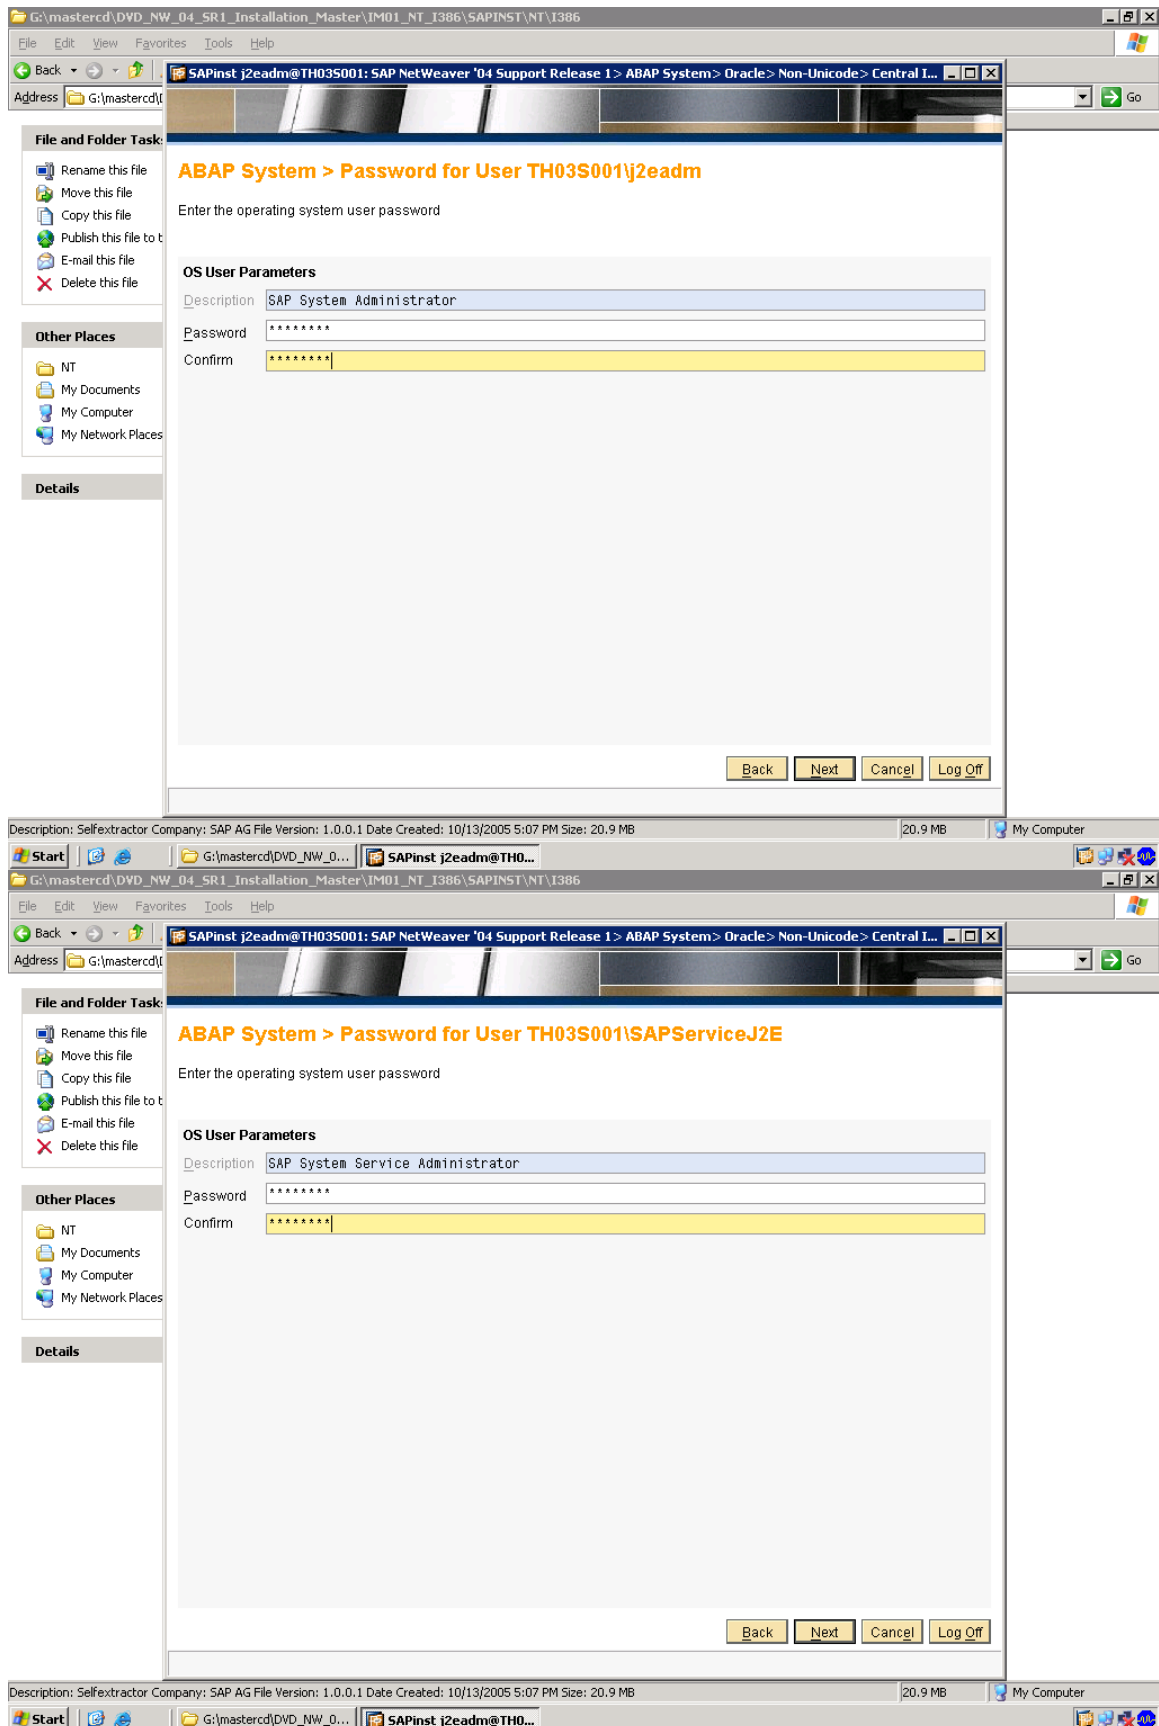 G:\mastercd\DVD_NW_04_SR1_Installation_Master\IM01_NT_I386\SAPINST\NT\I386
File Edit View Favorites Tools Help
Back
SAPinst j2eadm@TH03S001: SAP NetWeaver '04 Support Release 1> ABAP System> Oracle> Non-Unicode> Central I...
Address G:\mastercd\D Go
File and Folder Task
Rename this file
Move this file
Copy this file
Publish this file to t
E-mail this file
Delete this file
Other Places
NT
My Documents
My Computer
My Network Places
Details
ABAP System > Password for User TH03S001\j2eadm
Enter the operating system user password
OS User Parameters
Description SAP System Administrator
Password ********
Confirm ********
Back Next Cancel Log Off
Description: Selfextractor Company: SAP AG File Version: 1.0.0.1 Date Created: 10/13/2005 5:07 PM Size: 20.9 MB 20.9 MB My Computer
Start G:\mastercd\DVD_NW_0... SAPinst j2eadm@TH0...
G:\mastercd\DVD_NW_04_SR1_Installation_Master\IM01_NT_I386\SAPINST\NT\I386
File Edit View Favorites Tools Help
Back
SAPinst j2eadm@TH03S001: SAP NetWeaver '04 Support Release 1> ABAP System> Oracle> Non-Unicode> Central I...
Address G:\mastercd\D Go
File and Folder Task
Rename this file
Move this file
Copy this file
Publish this file to t
E-mail this file
Delete this file
Other Places
NT
My Documents
My Computer
My Network Places
Details
ABAP System > Password for User TH03S001\SAPServiceJ2E
Enter the operating system user password
OS User Parameters
Description SAP System Service Administrator
Password ********
Confirm ********
Back Next Cancel Log Off
Description: Selfextractor Company: SAP AG File Version: 1.0.0.1 Date Created: 10/13/2005 5:07 PM Size: 20.9 MB 20.9 MB My Computer
Start G:\mastercd\DVD_NW_0... SAPinst j2eadm@TH0...